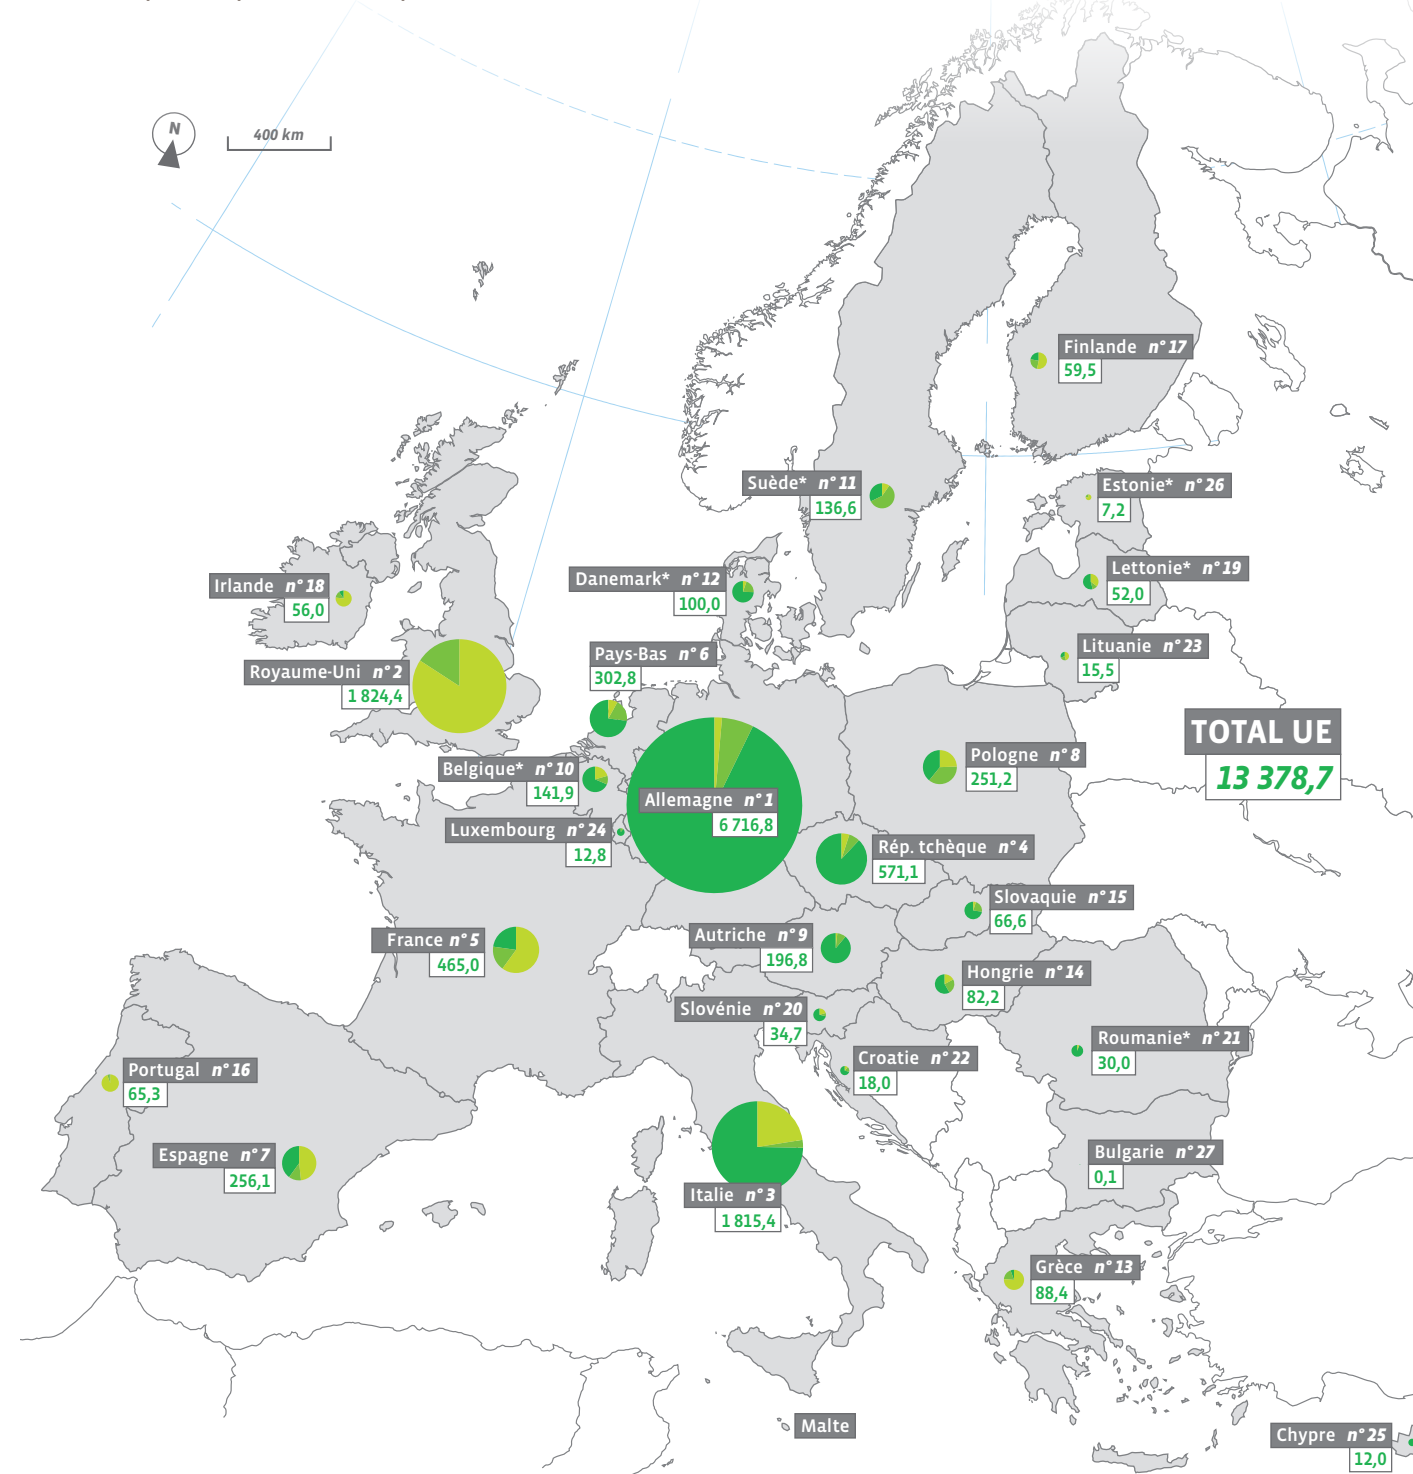 N
400 km
Finlande n° 17
59,5
Suède* n° 11
136,6
Estonie* n° 26
7,2
Lettonie* n° 19
52,0
Danemark* n° 12
100,0
Irlande n° 18
56,0
Lituanie n° 23
15,5
Pays-Bas n° 6
302,8
Royaume-Uni n° 2
1 824,4
TOTAL UE
13 378,7
Pologne n° 8
251,2
Belgique* n° 10
141,9
Allemagne n° 1
6 716,8
Luxembourg n° 24
12,8
Rép. tchèque n° 4
571,1
Slovaquie n° 15
66,6
France n° 5
465,0
Autriche n° 9
196,8
Hongrie n° 14
82,2
Slovénie n° 20
34,7
Roumanie* n° 21
30,0
Croatie n° 22
18,0
Portugal n° 16
65,3
Espagne n° 7
256,1
Bulgarie n° 27
0,1
Italie n° 3
1 815,4
Grèce n° 13
88,4
Malte
Chypre n° 25
12,0